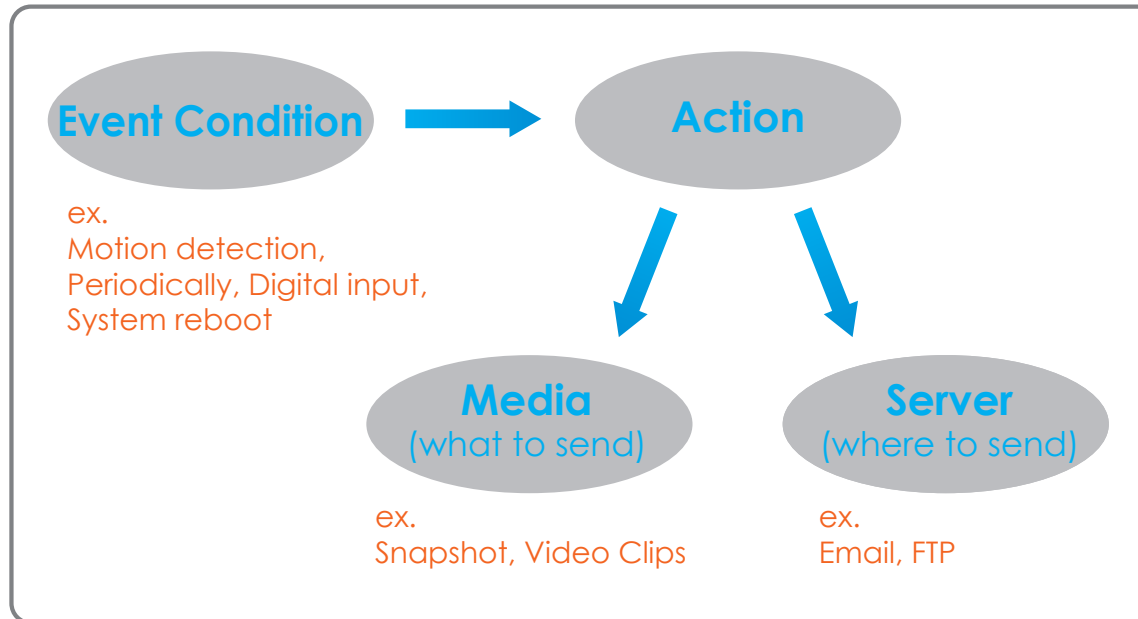 Event Condition
Action
ex.
Motion detection,
Periodically, Digital input,
System reboot
Media
(what to send)
ex.
Snapshot, Video Clips
Server
(where to send)
ex.
Email, FTP